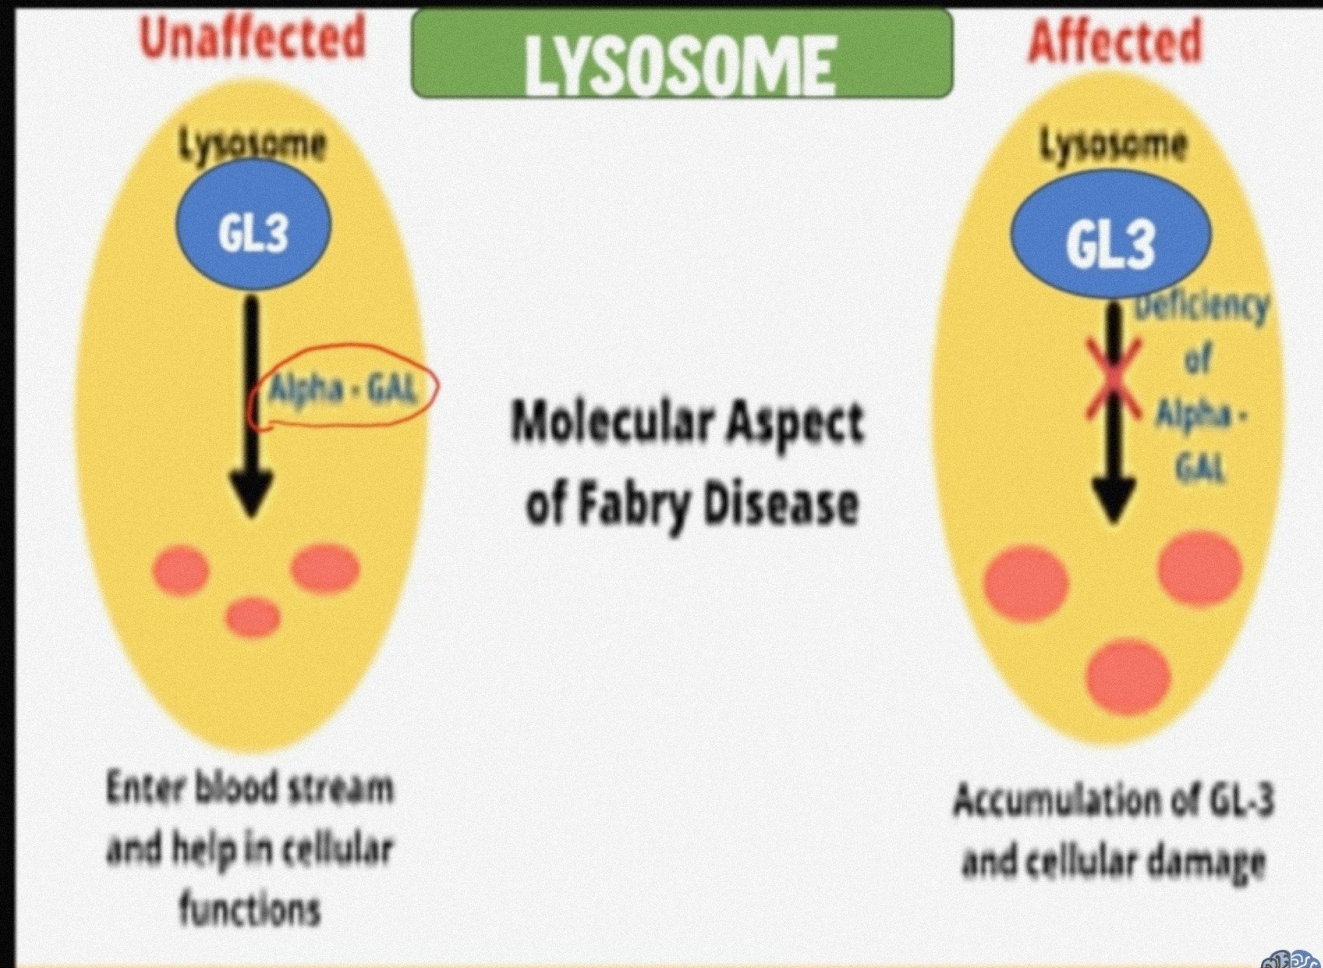 Unaffected
LYSOSOME
Affected
Lysosome
GL3
Alpha - GAL
Molecular Aspect
of Fabry Disease
Lysosome
GL3
Deficiency
of
Alpha -
GAL
Enter blood stream
and help in cellular
functions
Accumulation of GL-3
and cellular damage